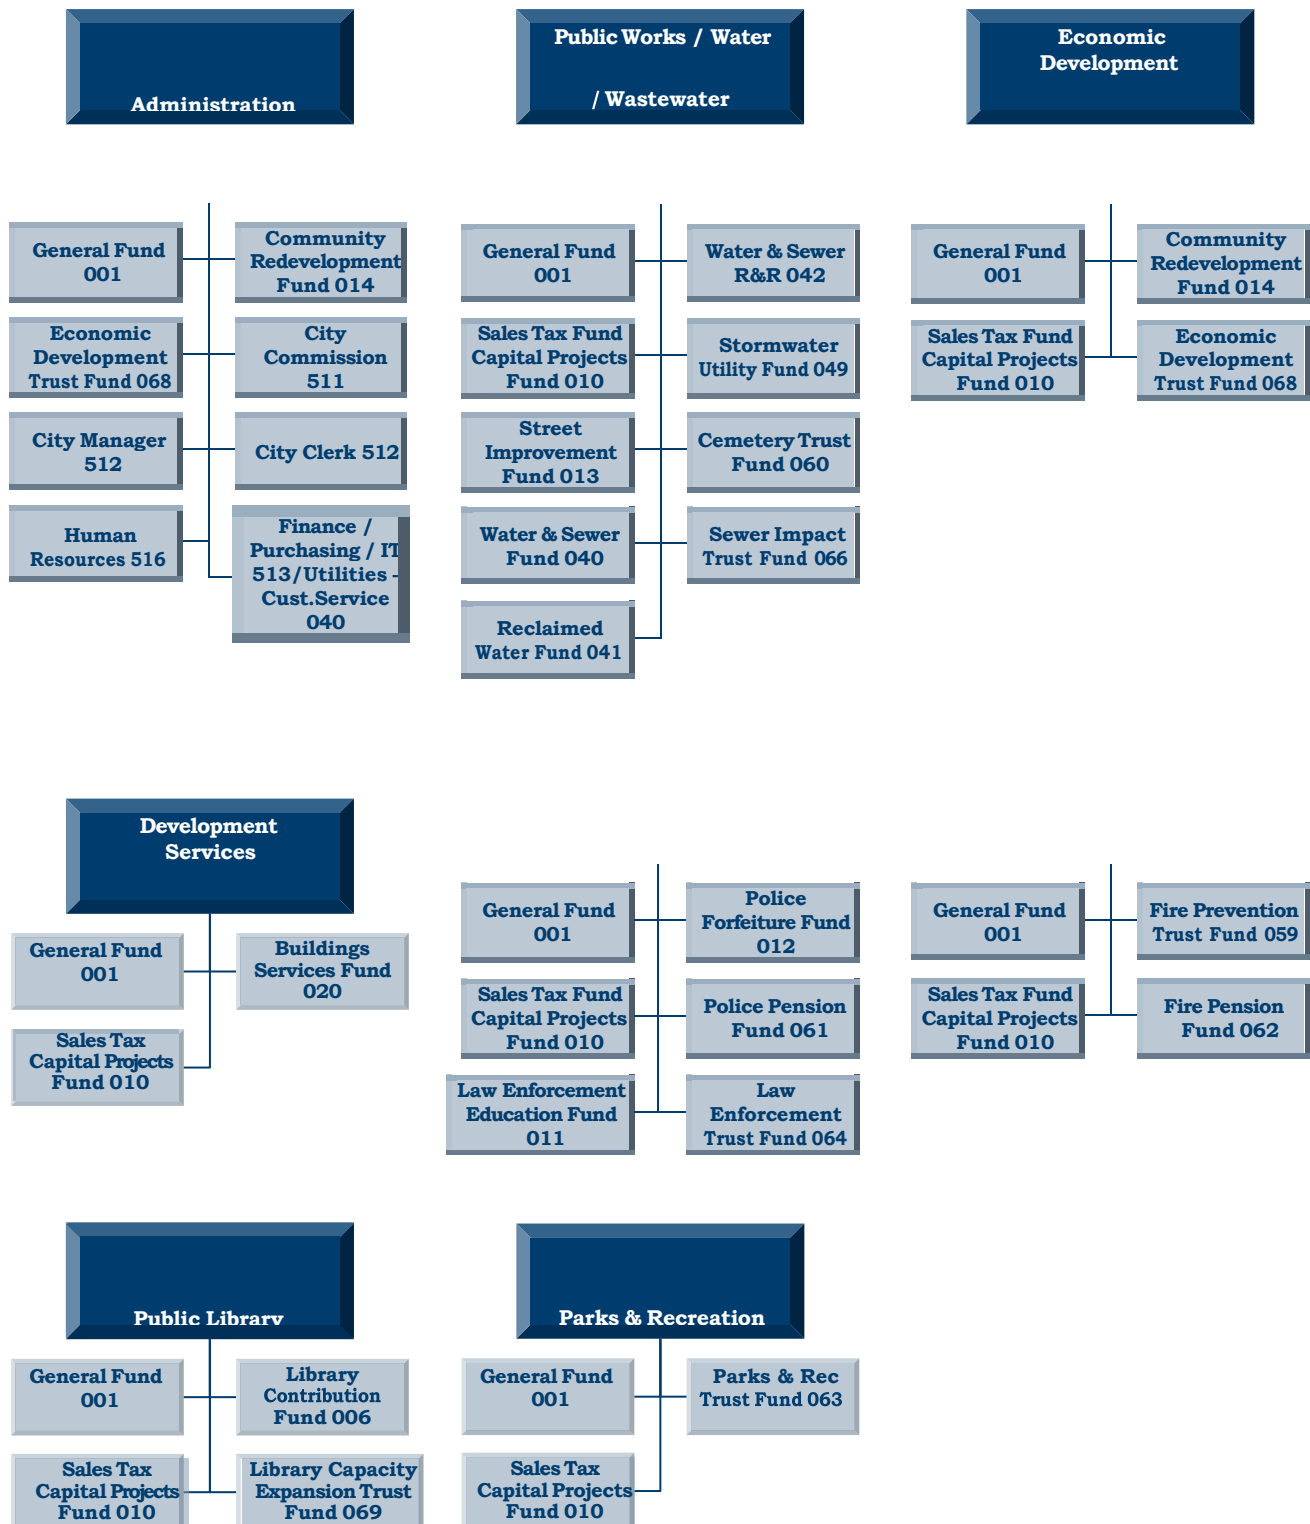 Administration
General Fund
001
Community
Redevelopment
Fund 014
Economic
Development
Trust Fund 068
City
Commission
511
City Manager
512
City Clerk 512
Human
Resources 516
Finance /
Purchasing / IT
513/Utilities -
Cust.Service
040
Public Works / Water
/ Wastewater
General Fund
001
Water & Sewer
R&R 042
Sales Tax Fund
Capital Projects
Fund 010
Stormwater
Utility Fund 049
Street
Improvement
Fund 013
Cemetery Trust
Fund 060
Water & Sewer
Fund 040
Sewer Impact
Trust Fund 066
Reclaimed
Water Fund 041
Economic
Development
General Fund
001
Community
Redevelopment
Fund 014
Sales Tax Fund
Capital Projects
Fund 010
Economic
Development
Trust Fund 068
Development
Services
General Fund
001
Buildings
Services Fund
020
Sales Tax
Capital Projects
Fund 010
General Fund
001
Police
Forfeiture Fund
012
Sales Tax Fund
Capital Projects
Fund 010
Police Pension
Fund 061
Law Enforcement
Education Fund
011
Law
Enforcement
Trust Fund 064
General Fund
001
Fire Prevention
Trust Fund 059
Sales Tax Fund
Capital Projects
Fund 010
Fire Pension
Fund 062
Public Library
General Fund
001
Library
Contribution
Fund 006
Sales Tax
Capital Projects
Fund 010
Library Capacity
Expansion Trust
Fund 069
Parks & Recreation
General Fund
001
Parks & Rec
Trust Fund 063
Sales Tax
Capital Projects
Fund 010